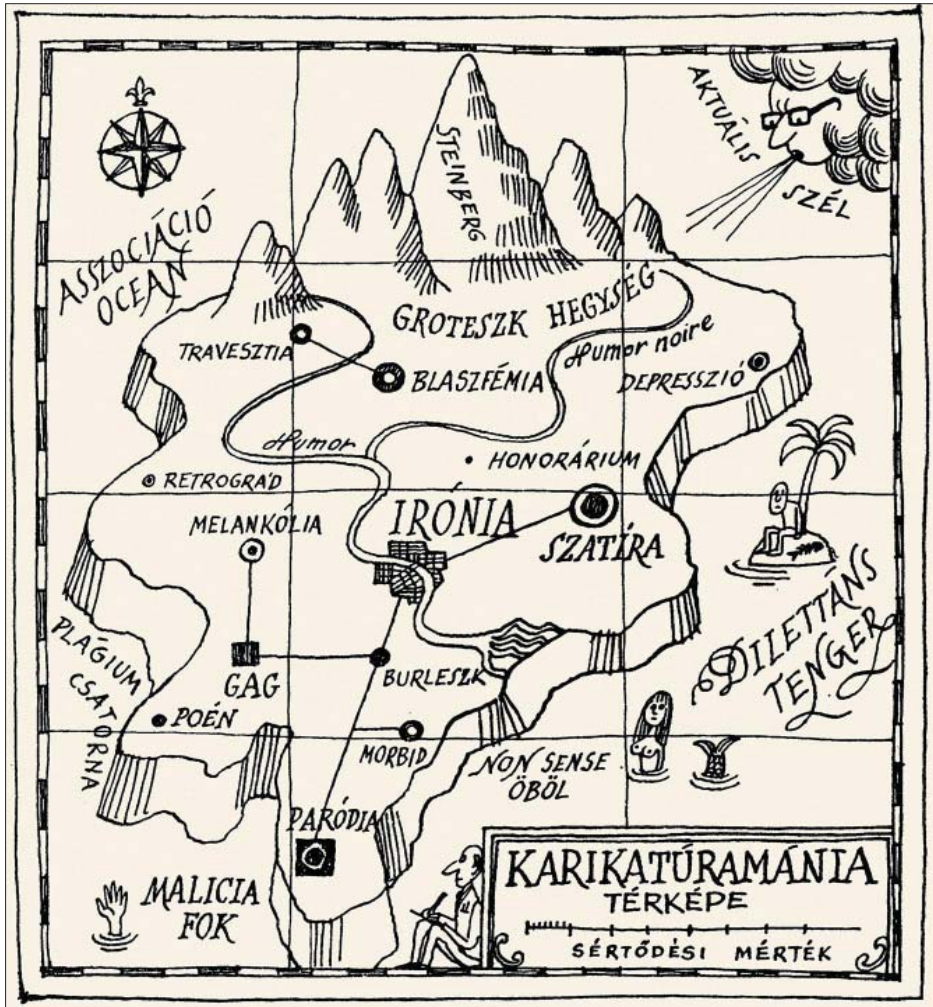 AKTUÁLIS
SZÉL
STEINBERG
ASSZOCIÁCIÓ
OCEÁN
GROTESZK HEGYSÉG
TRAVESZTIA
Humor noire
BLASZFÉMIA
DEPRESSZIÓ
Humor
HONORÁRIUM
RETROGRÁD
MELANKÓLIA
IRÓNIA
SZATÍRA
DILETTÁNS
TENGER
PLÁGIUM
CSATORNA
GAG
BURLESZK
POÉN
MORBID
NON SENSE
ÖBÖL
PARÓDIA
MALICIA
FOK
KARIKATÚRAMÁNIA
TÉRKÉPE
SÉRTŐDÉSI MÉRTÉK